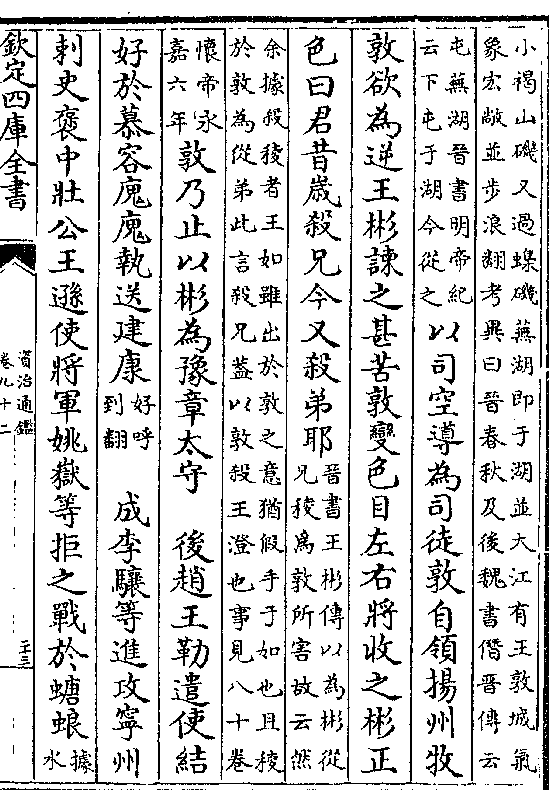 小褐山磯又過蟂磯蕪湖即于湖並大江有王敦城氣
象宏敞並步浪翻考異曰晉春秋及後魏書僭晉傳云
屯蕪湖晉書明帝紀
云下屯于湖今從之
以司空導為司徒敦自領揚州牧
敦欲為逆王彬諫之甚苦敦變色目左右將收之彬正
色曰君昔歲殺兄今又殺弟耶
晉書王彬傳以為彬從
兄稜為敦所害故云然
余據殺稜者王如雖出於敦之意猶假手于如也且稜
於敦為從弟此言殺兄葢以敦殺王澄也事見八十卷
懷帝永
嘉六年
敦乃止以彬為豫章太守　後趙王勒遣使結
好於慕容廆廆執送建康
好呼
到翻
成李驤等進攻寧州
刺史褒中壯公王遜使將軍姚嶽等拒之戰於螗蜋
據
水
欽定四庫全書
資治通鑑
卷九十二
二十三